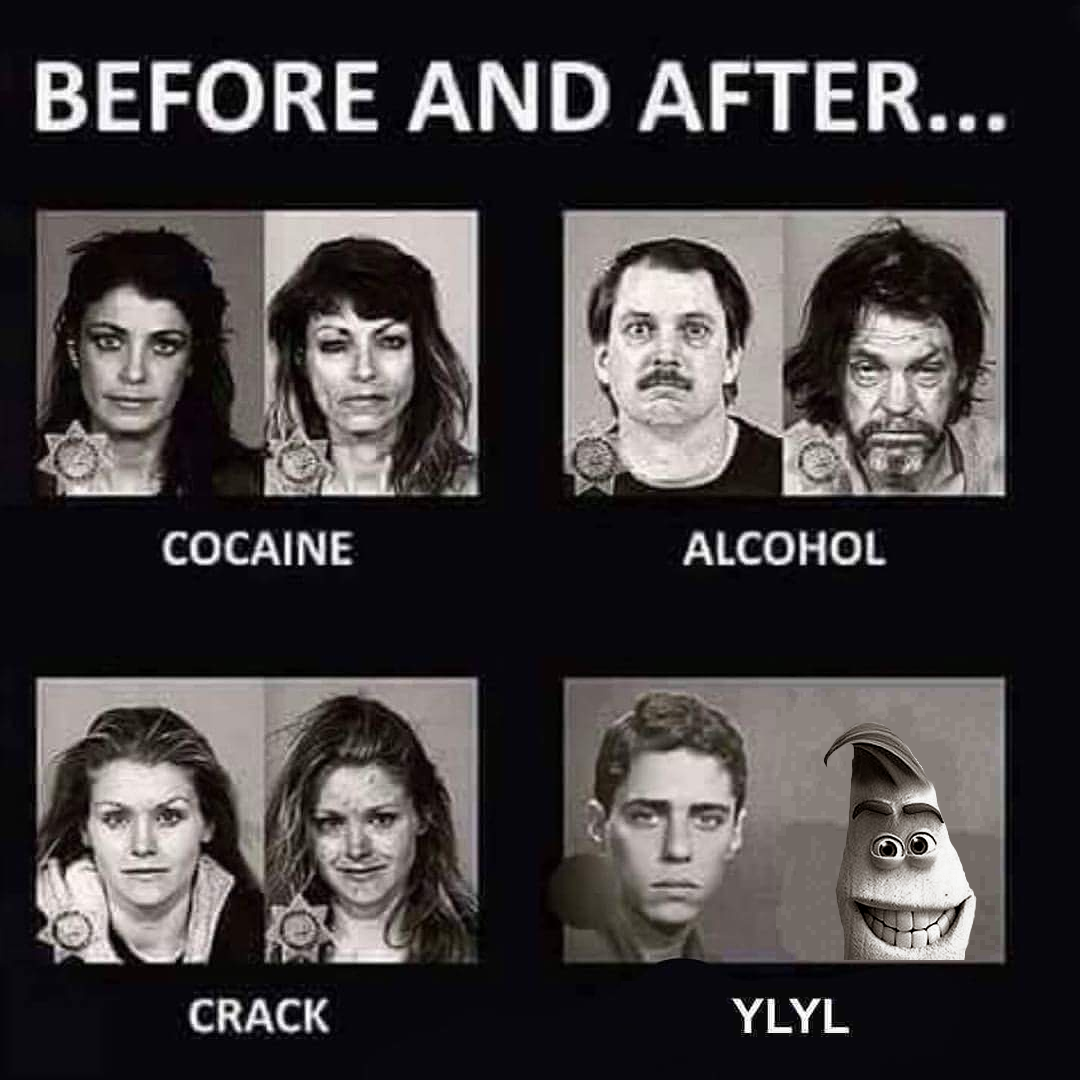 BEFORE AND AFTER...
COCAINE
ALCOHOL
CRACK
YLYL